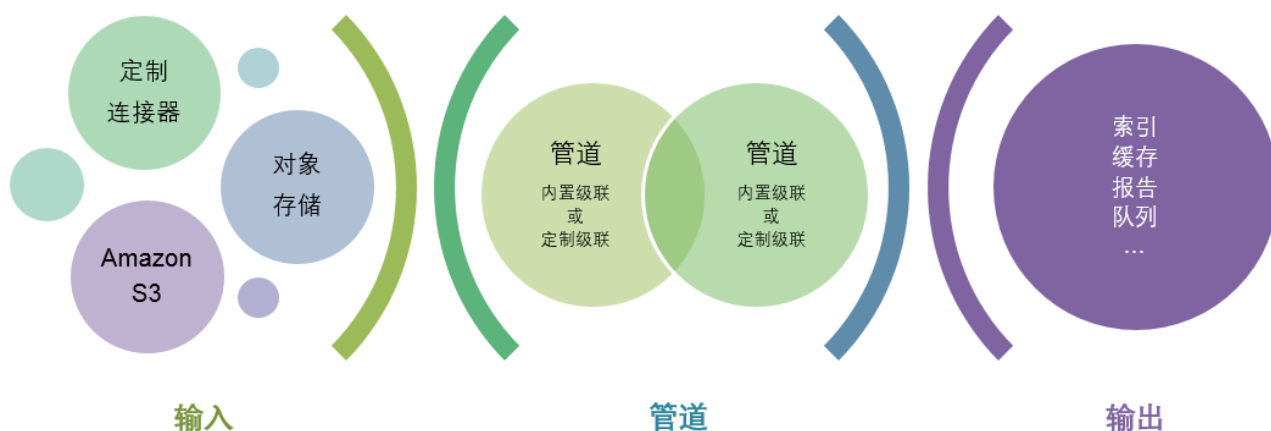 定制
连接器
对象
存储
Amazon
S3
管道
内置级联
或
定制级联
管道
内置级联
或
定制级联
索引
缓存
报告
队列
...
输入
管道
输出